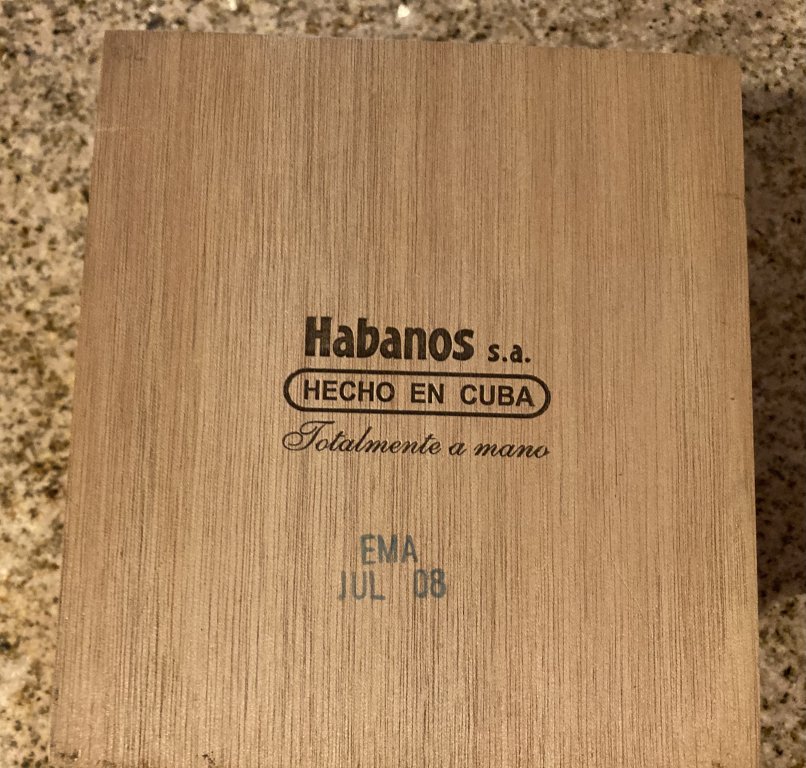 Habanos s.a.
HECHO EN CUBA
Totalmente a mano
EMA
JUL 08